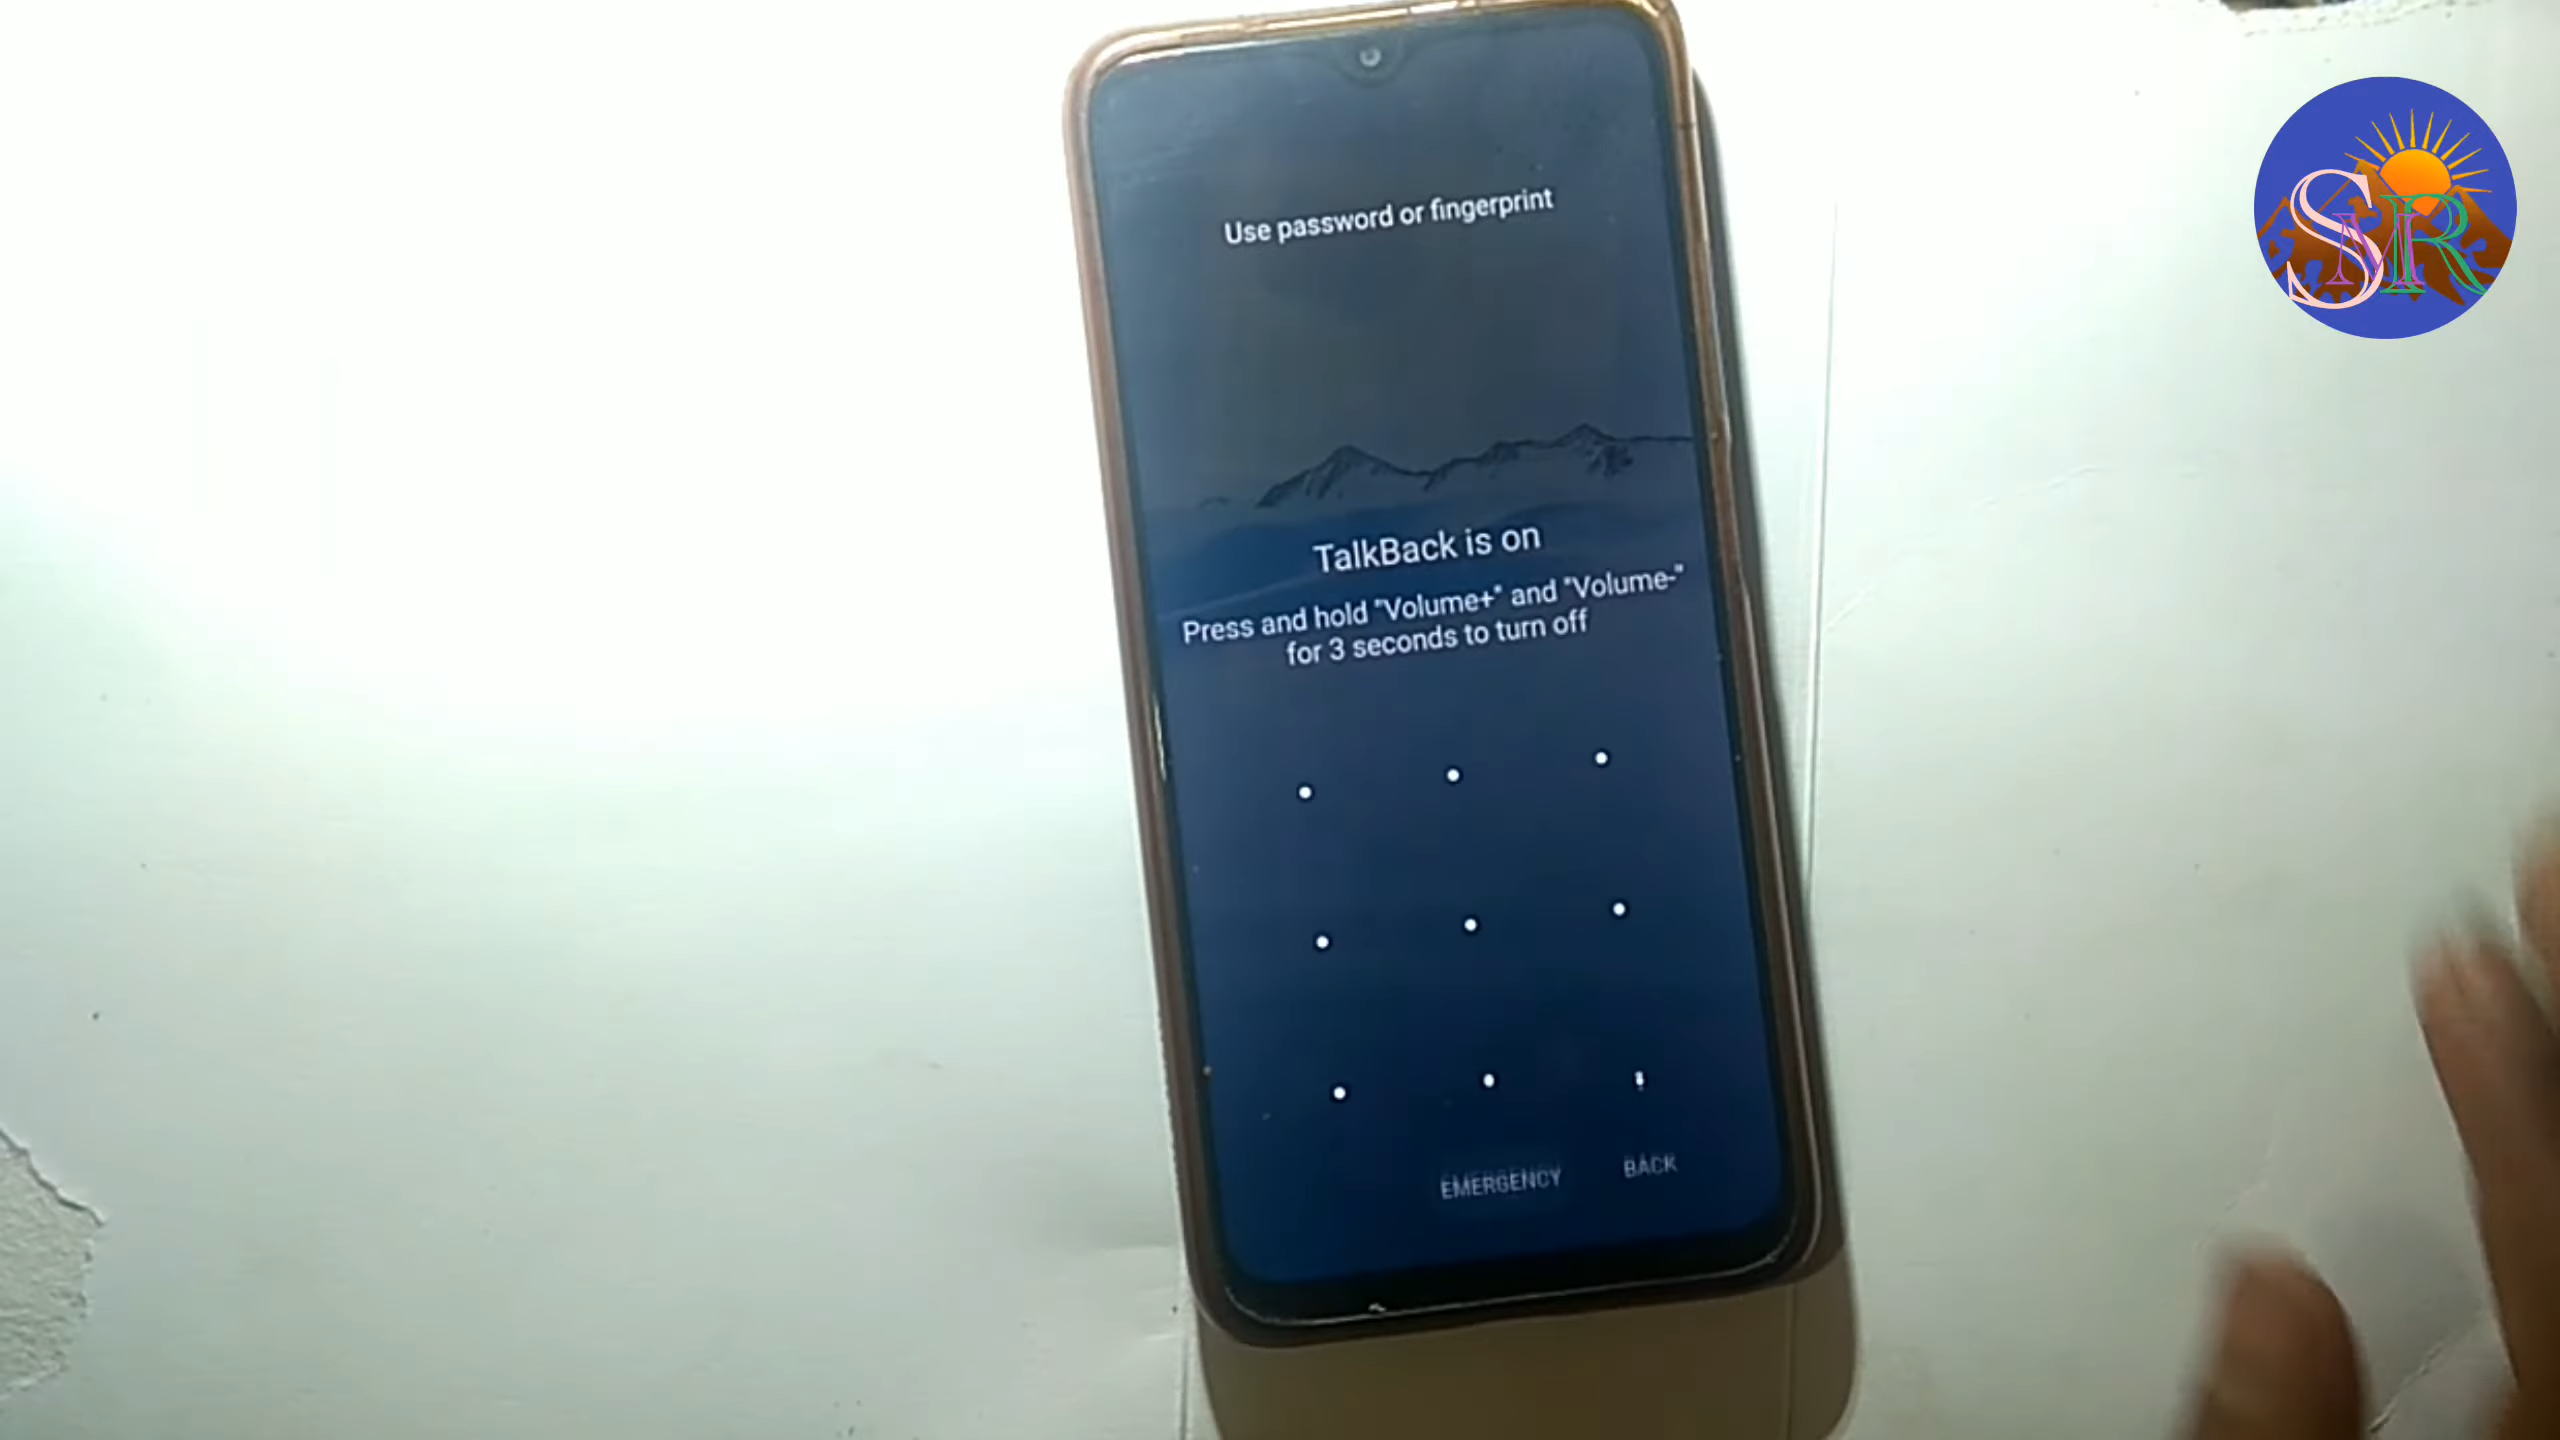 SMR
Use password or fingerprint
TalkBack is on
Press and hold "Volume+" and "Volume-"
for 3 seconds to turn off
EMERGENCY
BACK